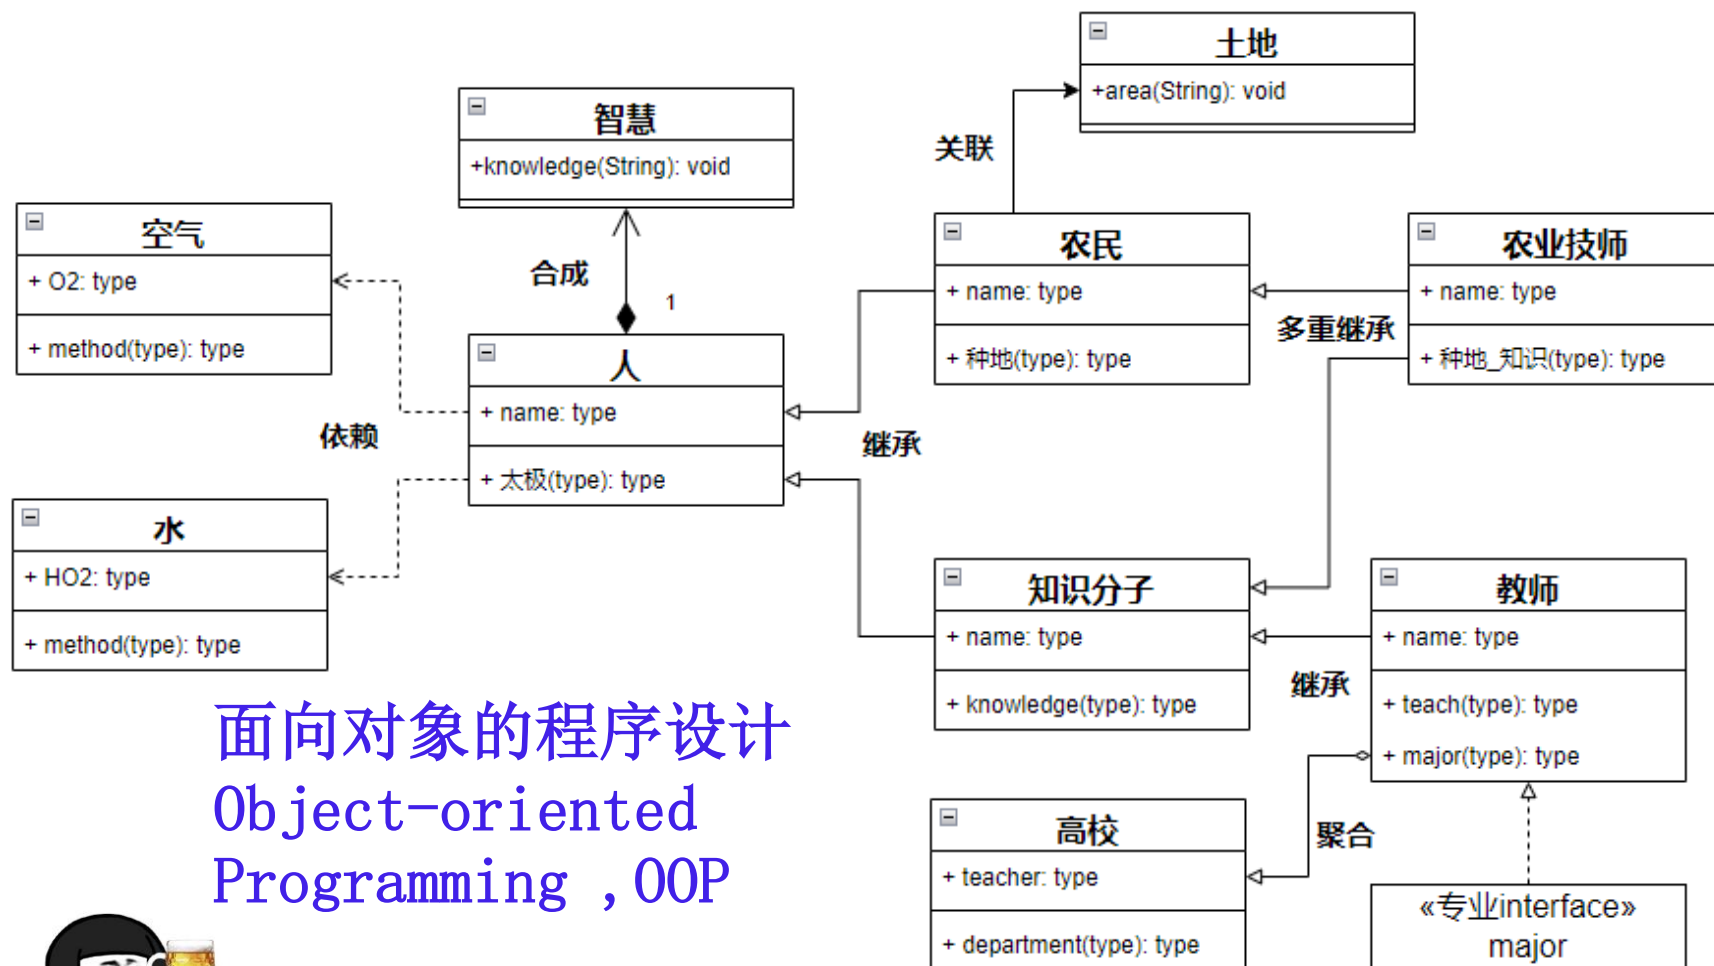 土地
+area(String): void
智慧
+knowledge(String): void
关联
空气
+ O2: type
+ method(type): type
合成
1
农民
+ name: type
+ 种地(type): type
农业技师
+ name: type
+ 种地_知识(type): type
多重继承
人
+ name: type
+ 太极(type): type
依赖
继承
水
+ HO2: type
+ method(type): type
知识分子
+ name: type
+ knowledge(type): type
教师
+ name: type
+ teach(type): type
+ major(type): type
继承
面向对象的程序设计
Object-oriented
Programming ,OOP
高校
+ teacher: type
+ department(type): type
聚合
«专业interface»
major